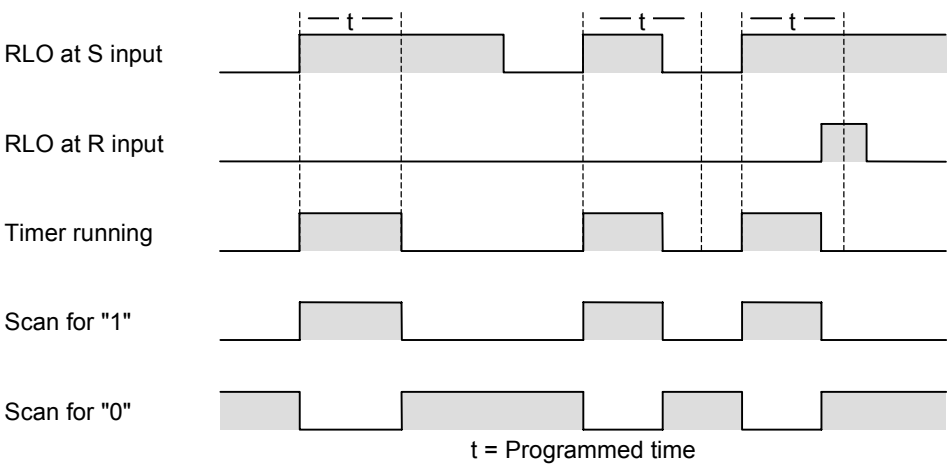 t t t
RLO at S input
RLO at R input
Timer running
Scan for "1"
Scan for "0"
t = Programmed time